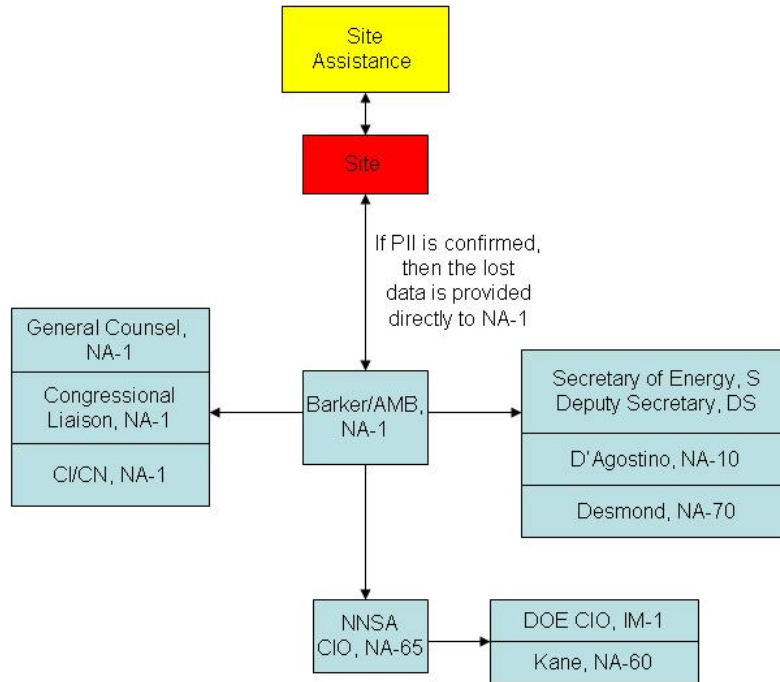 Site
Assistance
Site
If PII is confirmed,
then the lost
data is provided
directly to NA-1
General Counsel,
NA-1
Congressional
Liaison, NA-1
CI/CN, NA-1
Barker/AMB,
NA-1
Secretary of Energy, S
Deputy Secretary, DS
D'Agostino, NA-10
Desmond, NA-70
NNSA
CIO, NA-65
DOE CIO, IM-1
Kane, NA-60